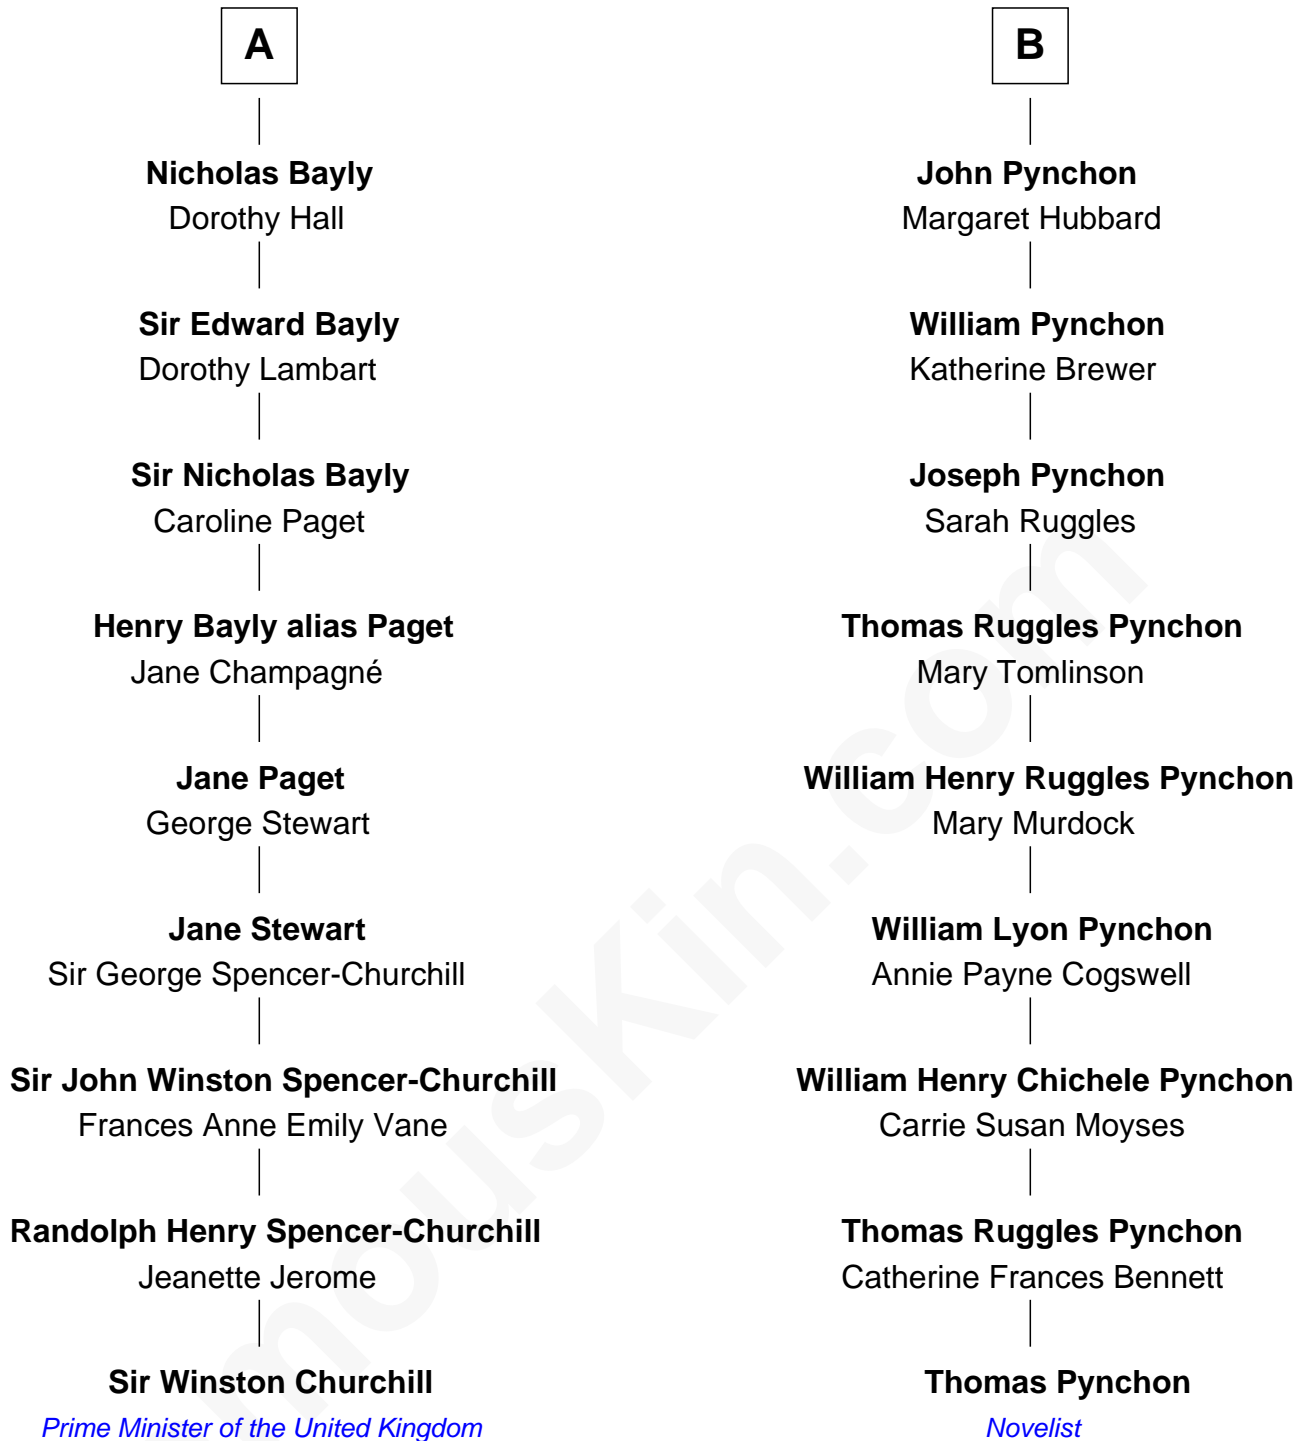 A
Nicholas Bayly
Dorothy Hall
Sir Edward Bayly
Dorothy Lambart
Sir Nicholas Bayly
Caroline Paget
Henry Bayly alias Paget
Jane Champagné
Jane Paget
George Stewart
Jane Stewart
Sir George Spencer-Churchill
Sir John Winston Spencer-Churchill
Frances Anne Emily Vane
Randolph Henry Spencer-Churchill
Jeanette Jerome
Sir Winston Churchill
Prime Minister of the United Kingdom
B
John Pynchon
Margaret Hubbard
William Pynchon
Katherine Brewer
Joseph Pynchon
Sarah Ruggles
Thomas Ruggles Pynchon
Mary Tomlinson
William Henry Ruggles Pynchon
Mary Murdock
William Lyon Pynchon
Annie Payne Cogswell
William Henry Chichele Pynchon
Carrie Susan Moyses
Thomas Ruggles Pynchon
Catherine Frances Bennett
Thomas Pynchon
Novelist
mousKin.com